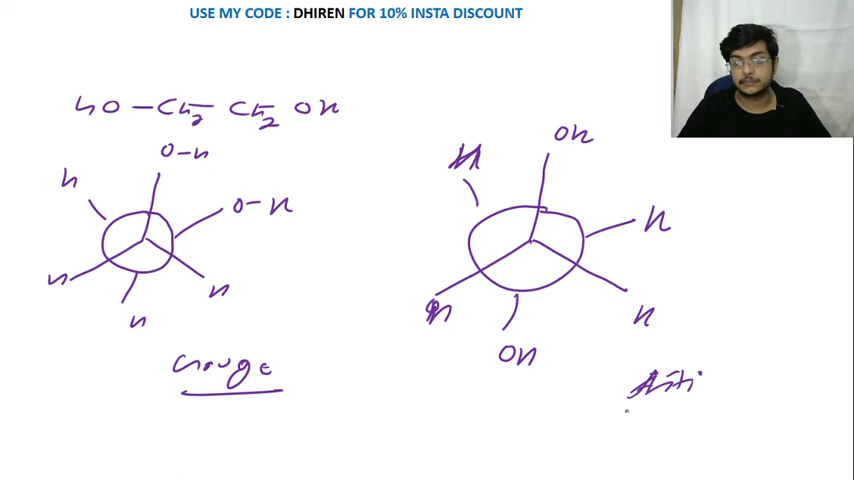 USE MY CODE : DHIREN FOR 10% INSTA DISCOUNT
HO - CH2 CH2 OH
O-H
H
O-H
H
H
H
Gauge
OH
H
H
H
H
OH
Anti